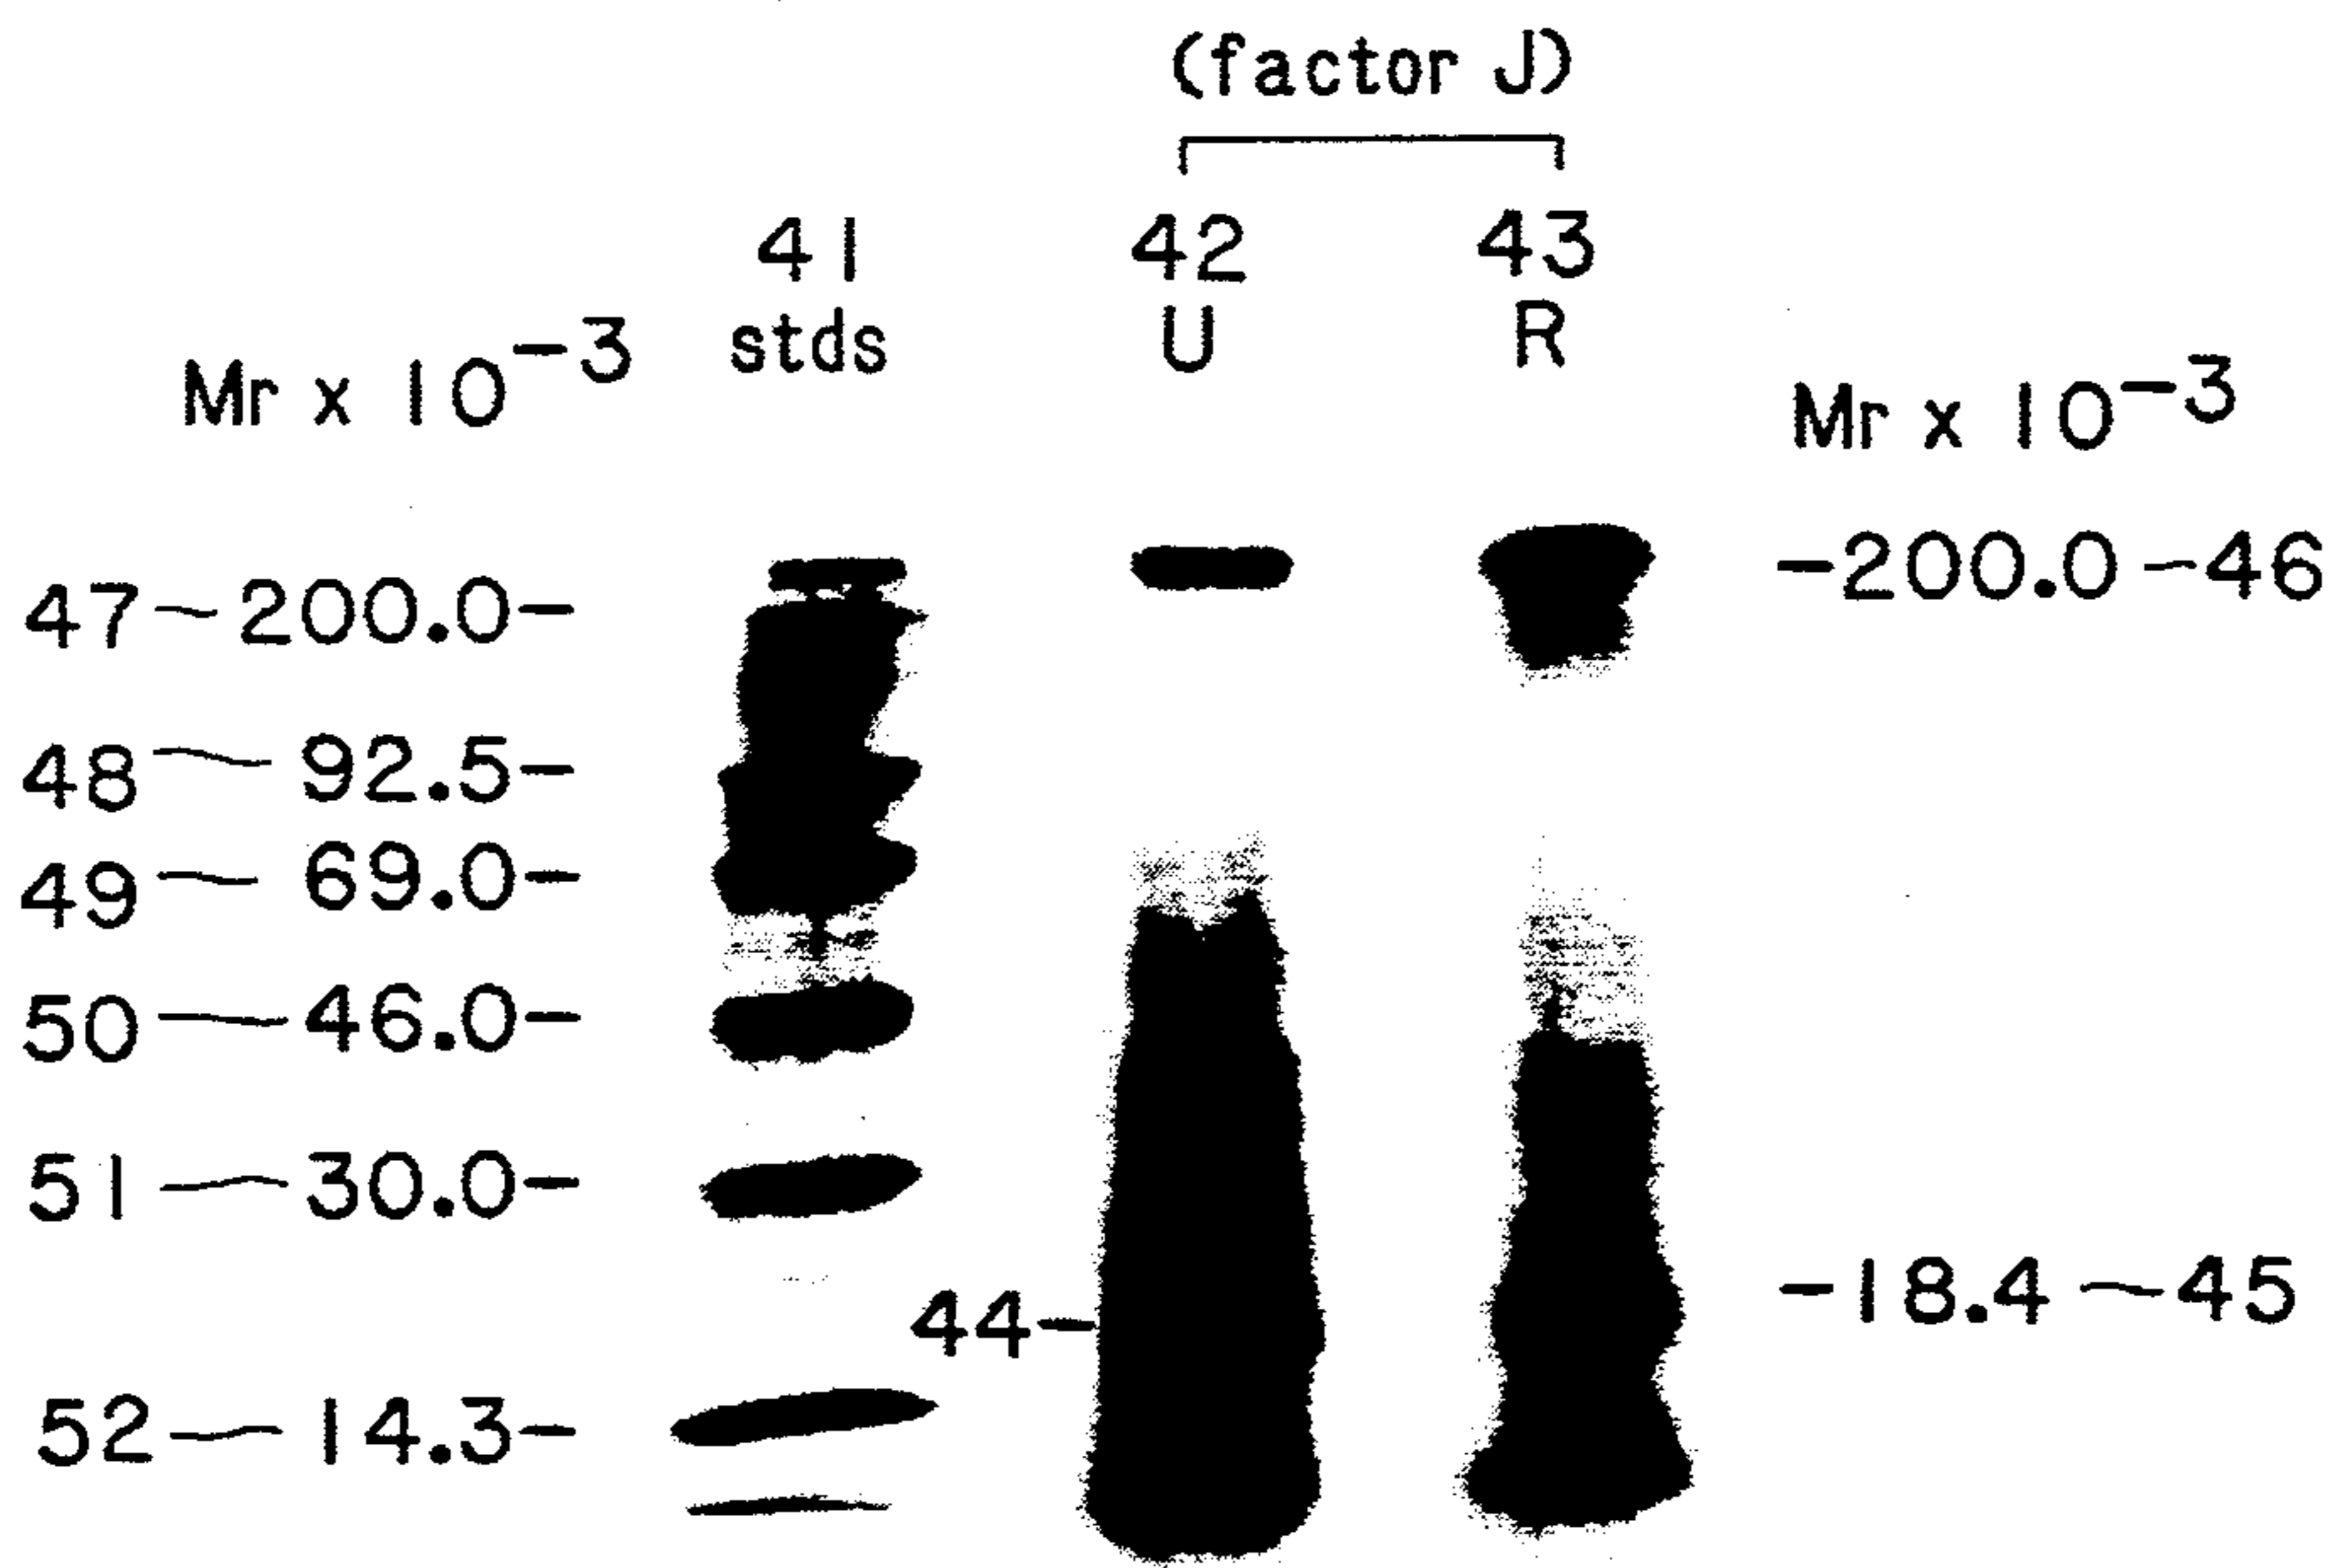 (factor J)
41 42 43
stds U R
Mr x 10⁻³
Mr x 10⁻³
-200.0~46
47~200.0-
48~92.5-
49~69.0-
50~46.0-
51~30.0-
-18.4~45
44-
52~14.3-